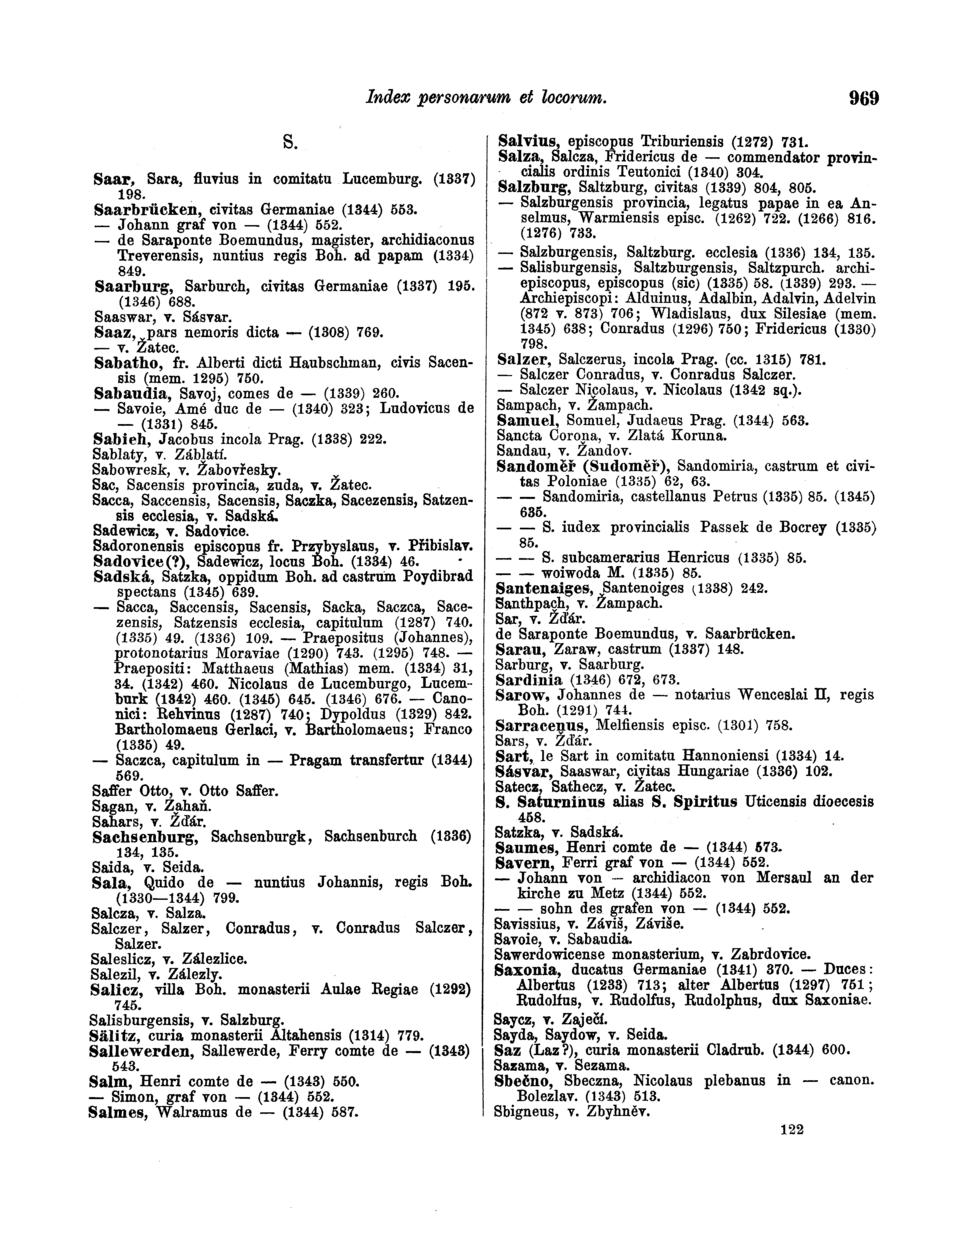 Index personarum et locorum.
969
S.
Saar, Sara, fluvius in comitatu Lucemburg. (1337)
198.
Saarbrücken, civitas Germaniae (1344) 553.
— Johann graf von — (1344) 552.
— de Saraponte Boemundus, magister, archidiaconus
Treverensis, nuntius regis Boh. ad papam (1334)
849.
Saarburg, Sarburch, civitas Germaniae (1337) 195.
(1346) 688.
Saaswar, v. Sásvar.
Saaz, pars nemoris dicta — (1308) 769.
— v. Žatec.
Sabatho, fr. Alberti dicti Haubschman, civis Sacen-
sis (mem. 1295) 750.
Sabaudia, Savoj, comes de — (1339) 260.
— Savoie, Amé duc de — (1340) 323; Ludovicus de
— (1331) 845.
Sabieh, Jacobus incola Prag. (1338) 222.
Sablaty, v. Záblatí.
Sabowresk, v. Žabovřesky.
Sac, Sacensis provincia, zuda, v. Žatec.
Sacca, Saccensis, Sacensis, Saczka, Sacezensis, Satzen-
sis ecclesia, v. Sadská.
Sadewicz, v. Sadovice.
Sadoronensis episcopus fr. Przybyslaus, v. Přibislav.
Sadovice(?), Sadewicz, locus Boh. (1334) 46.
Sadská, Satzka, oppidum Boh. ad castrum Poydibrad
spectans (1345) 639.
— Sacca, Saccensis, Sacensis, Sacka, Saczca, Sace-
zensis, Satzensis ecclesia, capitulum (1287) 740.
(1335) 49. (1336) 109. — Praepositus (Johannes),
protonotarius Moraviae (1290) 743. (1295) 748. —
Praepositi: Matthaeus (Mathias) mem. (1334) 31,
34. (1342) 460. Nicolaus de Lucemburgo, Lucem-
burk (1342) 460. (1345) 645. (1346) 676. — Cano-
nici: Rehvinus (1287) 740; Dypoldus (1329) 842.
Bartholomaeus Gerlaci, v. Bartholomaeus; Franco
(1335) 49.
— Saczca, capitulum in — Pragam transfertur (1344)
569.
Saffer Otto, v. Otto Saffer.
Sagan, v. Zahaň.
Sahars, v. Žďár.
Sachsenburg, Sachsenburgk, Sachsenburch (1336)
134, 135.
Saida, v. Seida.
Sala, Quido de — nuntius Johannis, regis Boh.
(1330—1344) 799.
Salcza, v. Salza.
Salczer, Salzer, Conradus, v. Conradus Salczer,
Salzer.
Saleslicz, v. Zálezlice.
Salezil, v. Zálezly.
Salicz, villa Boh. monasterii Aulae Regiae (1292)
745.
Salisburgensis, v. Salzburg.
Sälitz, curia monasterii Altahensis (1314) 779.
Sallewerden, Sallewerde, Ferry comte de — (1343)
543.
Salm, Henri comte de — (1343) 550.
— Simon, graf von — (1344) 552.
Salmes, Walramus de — (1344) 587.
Salvius, episcopus Triburiensis (1272) 731.
Salza, Salcza, Fridericus de — commendator provin-
cialis ordinis Teutonici (1340) 304.
Salzburg, Saltzburg, civitas (1339) 804, 805.
— Salzburgensis provincia, legatus papae in ea An-
selmus, Warmiensis episc. (1262) 722. (1266) 816.
(1276) 733.
— Salzburgensis, Saltzburg. ecclesia (1336) 134, 135.
— Salisburgensis, Saltzburgensis, Saltzpurch. archi-
episcopus, episcopus (sic) (1335) 58. (1339) 293. —
Archiepiscopi: Alduinus, Adalbin, Adalvin, Adelvin
(872 v. 873) 706; Wladislaus, dux Silesiae (mem.
1345) 638; Conradus (1296) 750; Fridericus (1330)
798.
Salzer, Salczerus, incola Prag. (cc. 1315) 781.
— Salczer Conradus, v. Conradus Salczer.
— Salczer Nicolaus, v. Nicolaus (1342 sq.).
Sampach, v. Žampach.
Samuel, Somuel, Judaeus Prag. (1344) 563.
Sancta Corona, v. Zlatá Koruna.
Sandau, v. Žandov.
Sandoměř (Sudoměř), Sandomiria, castrum et civi-
tas Poloniae (1335) 62, 63.
— — Sandomiria, castellanus Petrus (1335) 85. (1345)
635.
— — S. iudex provincialis Passek de Bocrey (1335)
85.
— — S. subcamerarius Henricus (1335) 85.
— — woiwoda M. (1335) 85.
Santenaiges, Santenoiges (1338) 242.
Santhpach, v. Žampach.
Sar, v. Žďár.
de Saraponte Boemundus, v. Saarbrücken.
Sarau, Zaraw, castrum (1337) 148.
Sarburg, v. Saarburg.
Sardinia (1346) 672, 673.
Sarow, Johannes de — notarius Wenceslai II, regis
Boh. (1291) 744.
Sarracenus, Melfiensis episc. (1301) 758.
Sars, v. Žďár.
Sart, le Sart in comitatu Hannoniensi (1334) 14.
Sásvar, Saaswar, civitas Hungariae (1336) 102.
Satecz, Sathecz, v. Žatec.
S. Saturninus alias S. Spiritus Uticensis dioecesis
458.
Satzka, v. Sadská.
Saumes, Henri comte de — (1344) 573.
Savern, Ferri graf von — (1344) 552.
— Johann von — archidiacon von Mersaul an der
kirche zu Metz (1344) 552.
— — sohn des grafen von — (1344) 552.
Savissius, v. Záviš, Záviše.
Savoie, v. Sabaudia.
Sawerdowicense monasterium, v. Zabrdovice.
Saxonia, ducatus Germaniae (1341) 370. — Duces:
Albertus (1233) 713; alter Albertus (1297) 751;
Rudolfus, v. Rudolfus, Rudolphus, dux Saxoniae.
Saycz, v. Zaječí.
Sayda, Saydow, v. Seida.
Saz (Laz?), curia monasterii Cladrub. (1344) 600.
Sazama, v. Sezama.
Sbečno, Sbeczna, Nicolaus plebanus in — canon.
Bolezlav. (1343) 513.
Sbigneus, v. Zbyhněv.
122